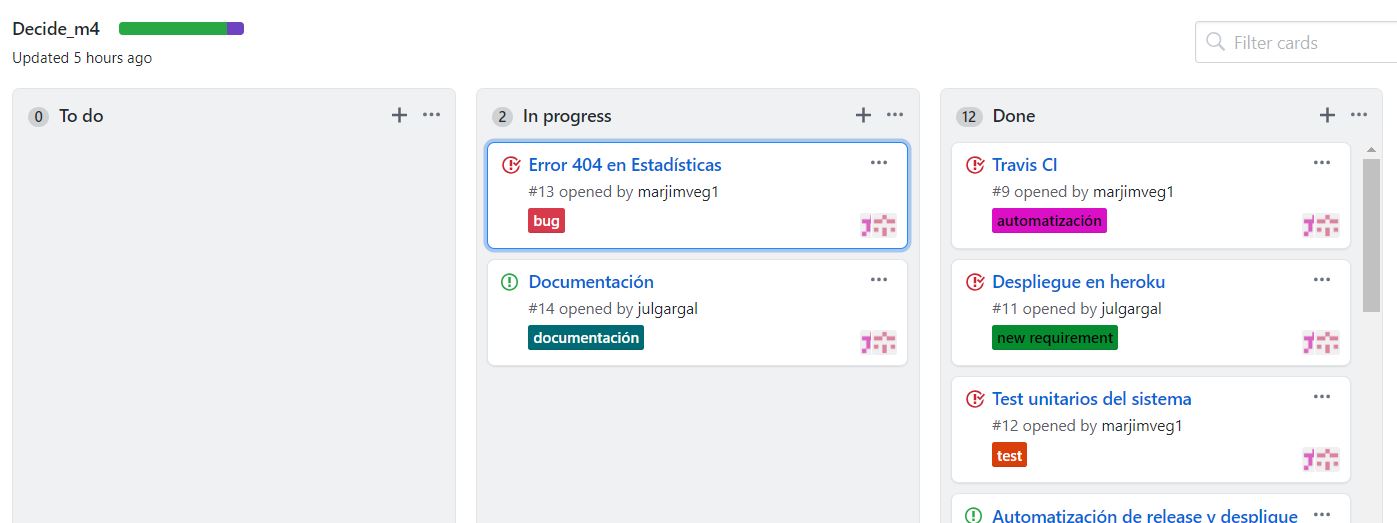 Decide_m4
Updated 5 hours ago
Filter cards
0 To do
2 In progress
Error 404 en Estadísticas
#13 opened by marjimveg1
bug
Documentación
#14 opened by julgargal
documentación
12 Done
Travis CI
#9 opened by marjimveg1
automatización
Despliegue en heroku
#11 opened by julgargal
new requirement
Test unitarios del sistema
#12 opened by marjimveg1
test
Automatización de release y despligue